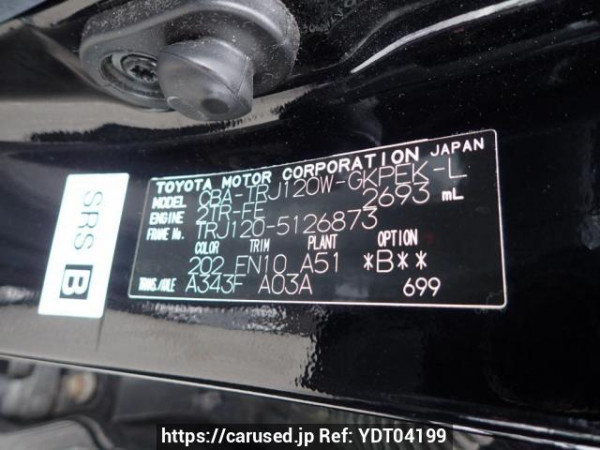 TOYOTA MOTOR CORPORATION JAPAN
MODEL CBA-TRJ120W-GKPEK-L
ENGINE 2TR-FE 2693 mL
FRAME No. TRJ120-5126873
COLOR TRIM PLANT OPTION
202 FN10 A51 *B**
TRANS./AXLE A343F A03A 699
SRS B
https://carused.jp Ref: YDT04199